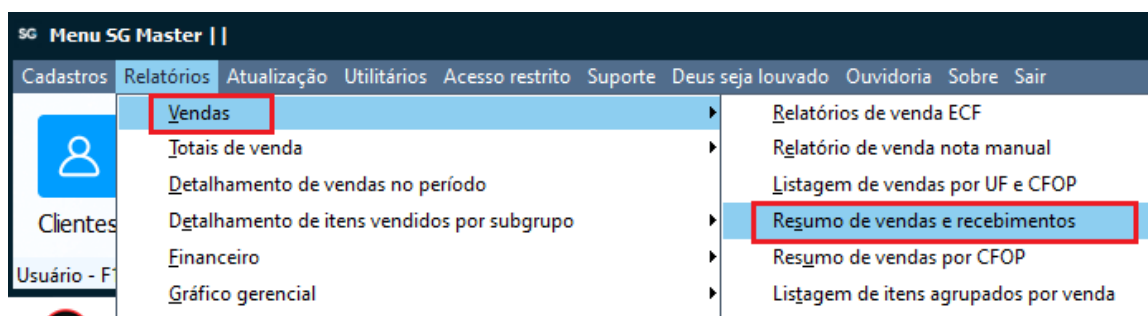 SG Menu SG Master ||
Cadastros Relatórios Atualização Utilitários Acesso restrito Suporte Deus seja louvado Ouvidoria Sobre Sair
Vendas
Totais de venda
Detalhamento de vendas no período
Detalhamento de itens vendidos por subgrupo
Financeiro
Gráfico gerencial
Relatórios de venda ECF
Relatório de venda nota manual
Listagem de vendas por UF e CFOP
Resumo de vendas e recebimentos
Resumo de vendas por CFOP
Listagem de itens agrupados por venda
Clientes
Usuário - F1